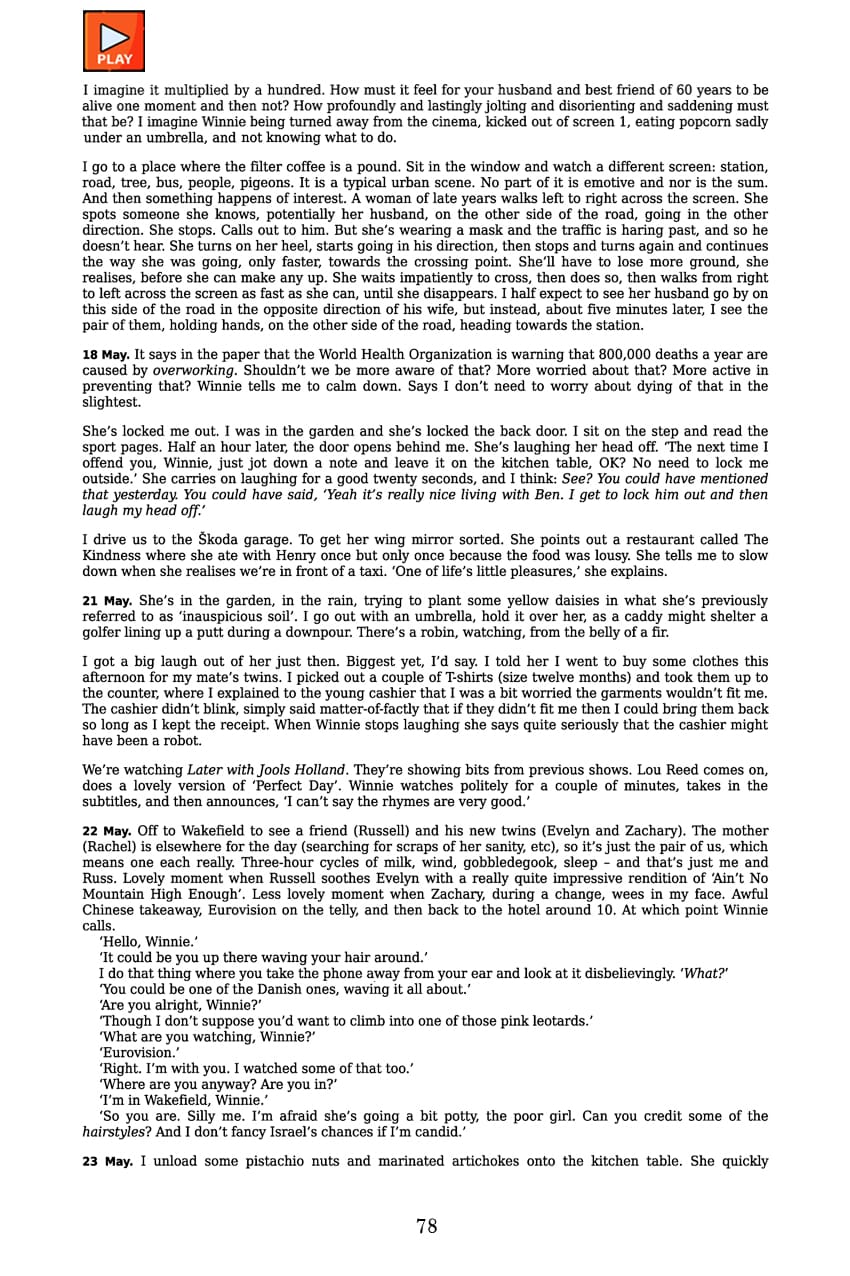 PLAY
I imagine it multiplied by a hundred. How must it feel for your husband and best friend of 60 years to be
alive one moment and then not? How profoundly and lastingly jolting and disorienting and saddening must
that be? I imagine Winnie being turned away from the cinema, kicked out of screen 1, eating popcorn sadly
under an umbrella, and not knowing what to do.
I go to a place where the filter coffee is a pound. Sit in the window and watch a different screen: station,
road, tree, bus, people, pigeons. It is a typical urban scene. No part of it is emotive and nor is the sum.
And then something happens of interest. A woman of late years walks left to right across the screen. She
spots someone she knows, potentially her husband, on the other side of the road, going in the other
direction. She stops. Calls out to him. But she’s wearing a mask and the traffic is haring past, and so he
doesn’t hear. She turns on her heel, starts going in his direction, then stops and turns again and continues
the way she was going, only faster, towards the crossing point. She’ll have to lose more ground, she
realises, before she can make any up. She waits impatiently to cross, then does so, then walks from right
to left across the screen as fast as she can, until she disappears. I half expect to see her husband go by on
this side of the road in the opposite direction of his wife, but instead, about five minutes later, I see the
pair of them, holding hands, on the other side of the road, heading towards the station.
18 May. It says in the paper that the World Health Organization is warning that 800,000 deaths a year are
caused by overworking. Shouldn’t we be more aware of that? More worried about that? More active in
preventing that? Winnie tells me to calm down. Says I don’t need to worry about dying of that in the
slightest.
She’s locked me out. I was in the garden and she’s locked the back door. I sit on the step and read the
sport pages. Half an hour later, the door opens behind me. She’s laughing her head off. ‘The next time I
offend you, Winnie, just jot down a note and leave it on the kitchen table, OK? No need to lock me
outside.’ She carries on laughing for a good twenty seconds, and I think: See? You could have mentioned
that yesterday. You could have said, ‘Yeah it’s really nice living with Ben. I get to lock him out and then
laugh my head off.’
I drive us to the Škoda garage. To get her wing mirror sorted. She points out a restaurant called The
Kindness where she ate with Henry once but only once because the food was lousy. She tells me to slow
down when she realises we’re in front of a taxi. ‘One of life’s little pleasures,’ she explains.
21 May. She’s in the garden, in the rain, trying to plant some yellow daisies in what she’s previously
referred to as ‘inauspicious soil’. I go out with an umbrella, hold it over her, as a caddy might shelter a
golfer lining up a putt during a downpour. There’s a robin, watching, from the belly of a fir.
I got a big laugh out of her just then. Biggest yet, I’d say. I told her I went to buy some clothes this
afternoon for my mate’s twins. I picked out a couple of T-shirts (size twelve months) and took them up to
the counter, where I explained to the young cashier that I was a bit worried the garments wouldn’t fit me.
The cashier didn’t blink, simply said matter-of-factly that if they didn’t fit me then I could bring them back
so long as I kept the receipt. When Winnie stops laughing she says quite seriously that the cashier might
have been a robot.
We’re watching Later with Jools Holland. They’re showing bits from previous shows. Lou Reed comes on,
does a lovely version of ‘Perfect Day’. Winnie watches politely for a couple of minutes, takes in the
subtitles, and then announces, ‘I can’t say the rhymes are very good.’
22 May. Off to Wakefield to see a friend (Russell) and his new twins (Evelyn and Zachary). The mother
(Rachel) is elsewhere for the day (searching for scraps of her sanity, etc), so it’s just the pair of us, which
means one each really. Three-hour cycles of milk, wind, gobbledegook, sleep – and that’s just me and
Russ. Lovely moment when Russell soothes Evelyn with a really quite impressive rendition of ‘Ain’t No
Mountain High Enough’. Less lovely moment when Zachary, during a change, wees in my face. Awful
Chinese takeaway, Eurovision on the telly, and then back to the hotel around 10. At which point Winnie
calls.
‘Hello, Winnie.’
‘It could be you up there waving your hair around.’
I do that thing where you take the phone away from your ear and look at it disbelievingly. ‘What?’
‘You could be one of the Danish ones, waving it all about.’
‘Are you alright, Winnie?’
‘Though I don’t suppose you’d want to climb into one of those pink leotards.’
‘What are you watching, Winnie?’
‘Eurovision.’
‘Right. I’m with you. I watched some of that too.’
‘Where are you anyway? Are you in?’
‘I’m in Wakefield, Winnie.’
‘So you are. Silly me. I’m afraid she’s going a bit potty, the poor girl. Can you credit some of the
hairstyles? And I don’t fancy Israel’s chances if I’m candid.’
23 May. I unload some pistachio nuts and marinated artichokes onto the kitchen table. She quickly
78